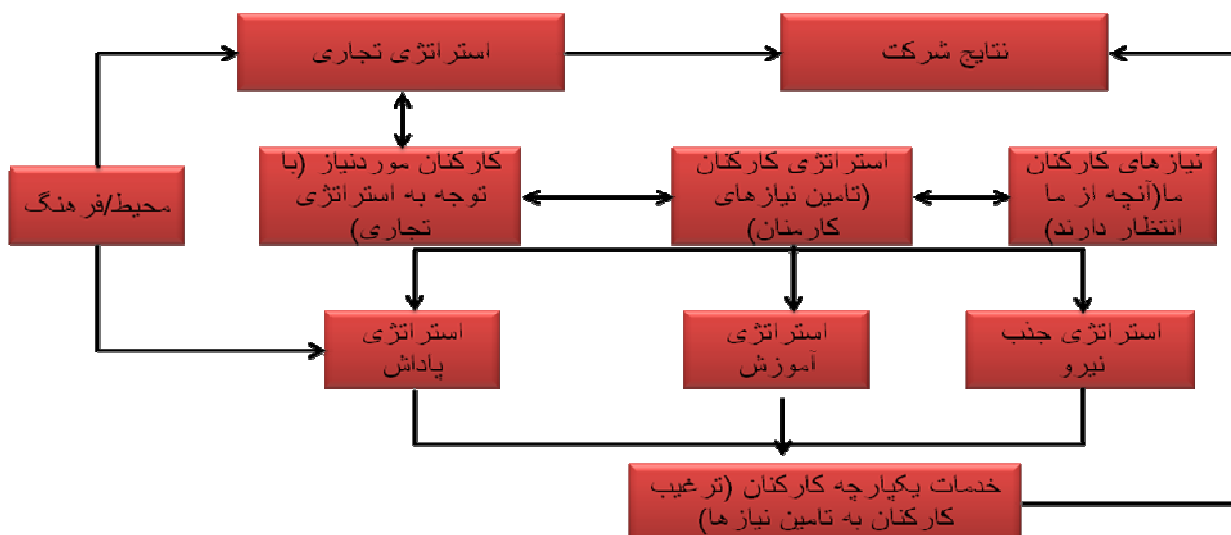 استراتژی تجاری
نتایج شرکت
محیط/فرهنگ
کارکنان موردنیاز (با
توجه به استراتژی
تجاری)
استراتژی کارکنان
(تامین نیازهای
کارمنان)
نیازهای کارکنان
ما(آنچه از ما
انتظار دارند)
استراتژی
پاداش
استراتژی
آموزش
استراتژی جذب
نیرو
خدمات یکپارچه کارکنان (ترغیب
کارکنان به تامین نیاز ها)